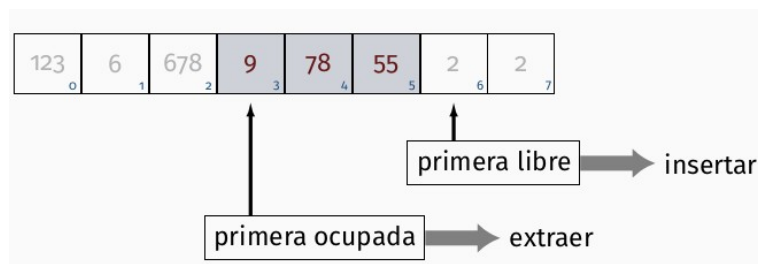 123 6 678 9 78 55 2 2
0 1 2 3 4 5 6 7
primera libre insertar
primera ocupada extraer